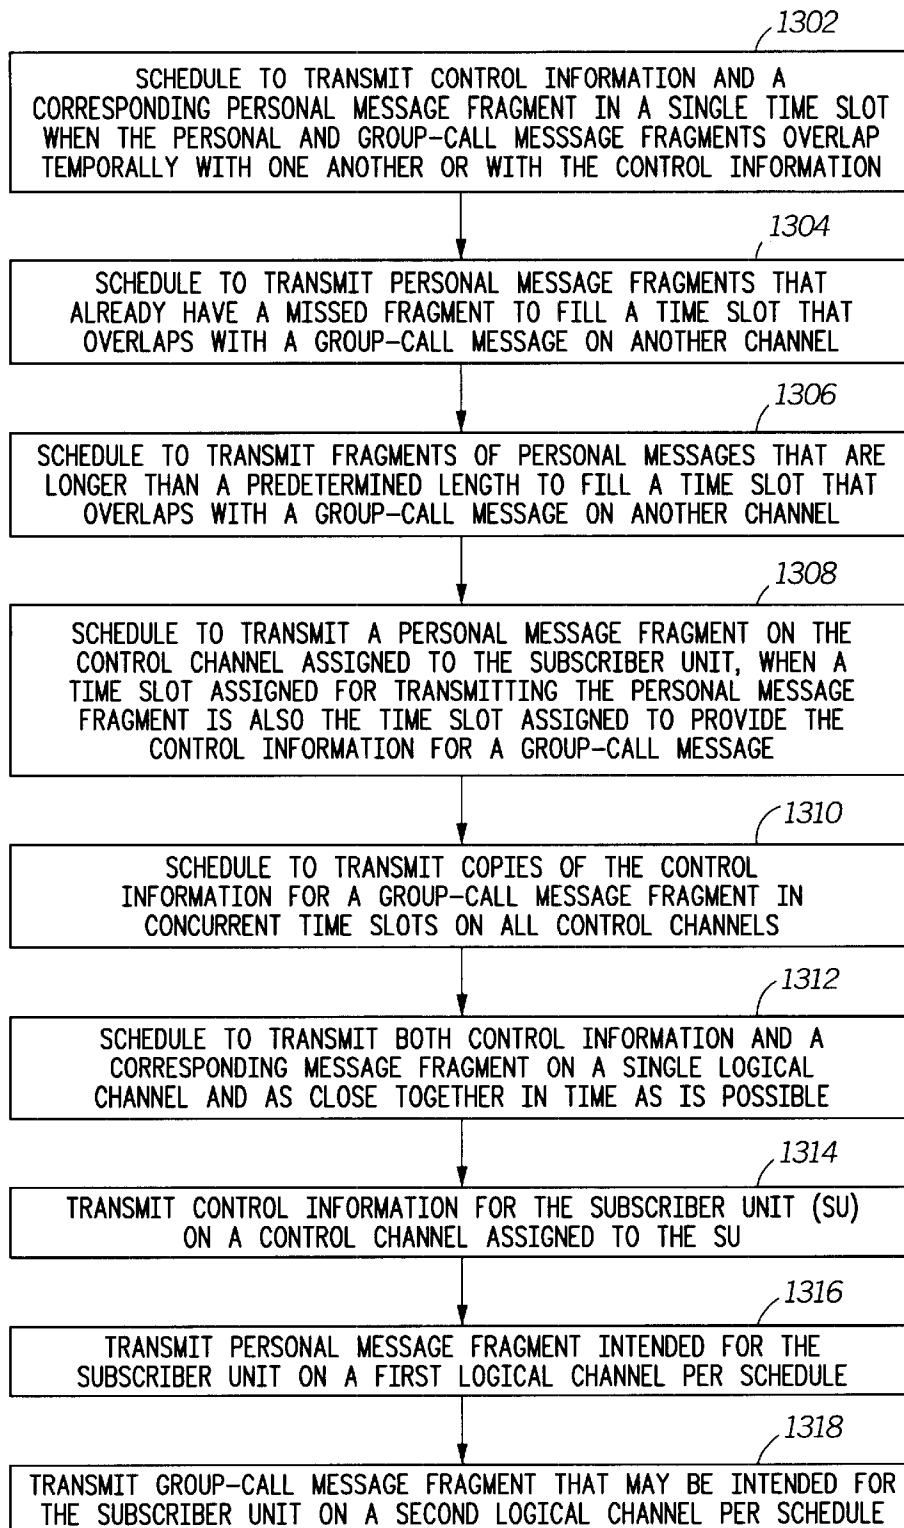 1302
SCHEDULE TO TRANSMIT CONTROL INFORMATION AND A
CORRESPONDING PERSONAL MESSAGE FRAGMENT IN A SINGLE TIME SLOT
WHEN THE PERSONAL AND GROUP-CALL MESSSAGE FRAGMENTS OVERLAP
TEMPORALLY WITH ONE ANOTHER OR WITH THE CONTROL INFORMATION
1304
SCHEDULE TO TRANSMIT PERSONAL MESSAGE FRAGMENTS THAT
ALREADY HAVE A MISSED FRAGMENT TO FILL A TIME SLOT THAT
OVERLAPS WITH A GROUP-CALL MESSAGE ON ANOTHER CHANNEL
1306
SCHEDULE TO TRANSMIT FRAGMENTS OF PERSONAL MESSAGES THAT ARE
LONGER THAN A PREDETERMINED LENGTH TO FILL A TIME SLOT THAT
OVERLAPS WITH A GROUP-CALL MESSAGE ON ANOTHER CHANNEL
1308
SCHEDULE TO TRANSMIT A PERSONAL MESSAGE FRAGMENT ON THE
CONTROL CHANNEL ASSIGNED TO THE SUBSCRIBER UNIT, WHEN A
TIME SLOT ASSIGNED FOR TRANSMITTING THE PERSONAL MESSAGE
FRAGMENT IS ALSO THE TIME SLOT ASSIGNED TO PROVIDE THE
CONTROL INFORMATION FOR A GROUP-CALL MESSAGE
1310
SCHEDULE TO TRANSMIT COPIES OF THE CONTROL
INFORMATION FOR A GROUP-CALL MESSAGE FRAGMENT IN
CONCURRENT TIME SLOTS ON ALL CONTROL CHANNELS
1312
SCHEDULE TO TRANSMIT BOTH CONTROL INFORMATION AND A
CORRESPONDING MESSAGE FRAGMENT ON A SINGLE LOGICAL
CHANNEL AND AS CLOSE TOGETHER IN TIME AS IS POSSIBLE
1314
TRANSMIT CONTROL INFORMATION FOR THE SUBSCRIBER UNIT (SU)
ON A CONTROL CHANNEL ASSIGNED TO THE SU
1316
TRANSMIT PERSONAL MESSAGE FRAGMENT INTENDED FOR THE
SUBSCRIBER UNIT ON A FIRST LOGICAL CHANNEL PER SCHEDULE
1318
TRANSMIT GROUP-CALL MESSAGE FRAGMENT THAT MAY BE INTENDED FOR
THE SUBSCRIBER UNIT ON A SECOND LOGICAL CHANNEL PER SCHEDULE